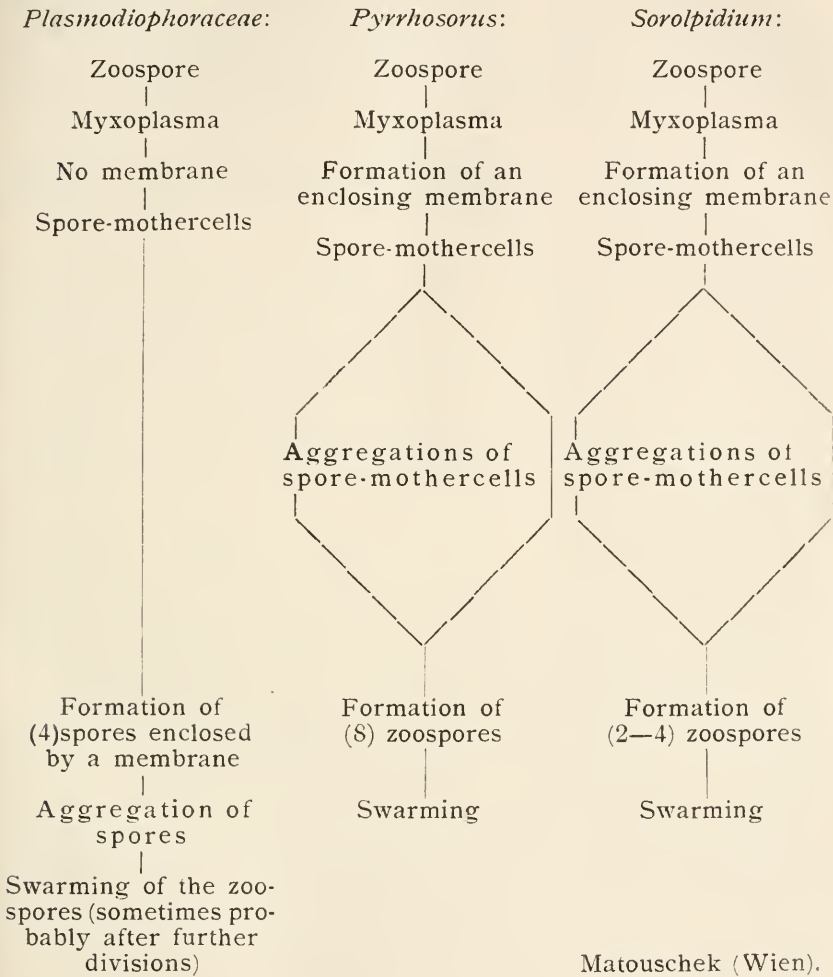 Plasmodiophoraceae:
Zoospore
Myxoplasma
No membrane
Spore-mothercells
Formation of
(4)spores enclosed
by a membrane
Aggregation of
spores
Swarming of the zoo-
spores (sometimes pro-
bably after further
divisions)
Pyrrhosorus:
Zoospore
Myxoplasma
Formation of an
enclosing membrane
Spore-mothercells
Aggregations of
spore-mothercells
Formation of
(8) zoospores
Swarming
Sorolpidium:
Zoospore
Myxoplasma
Formation of an
enclosing membrane
Spore-mothercells
Aggregations of
spore-mothercells
Formation of
(2—4) zoospores
Swarming
Matouschek (Wien).